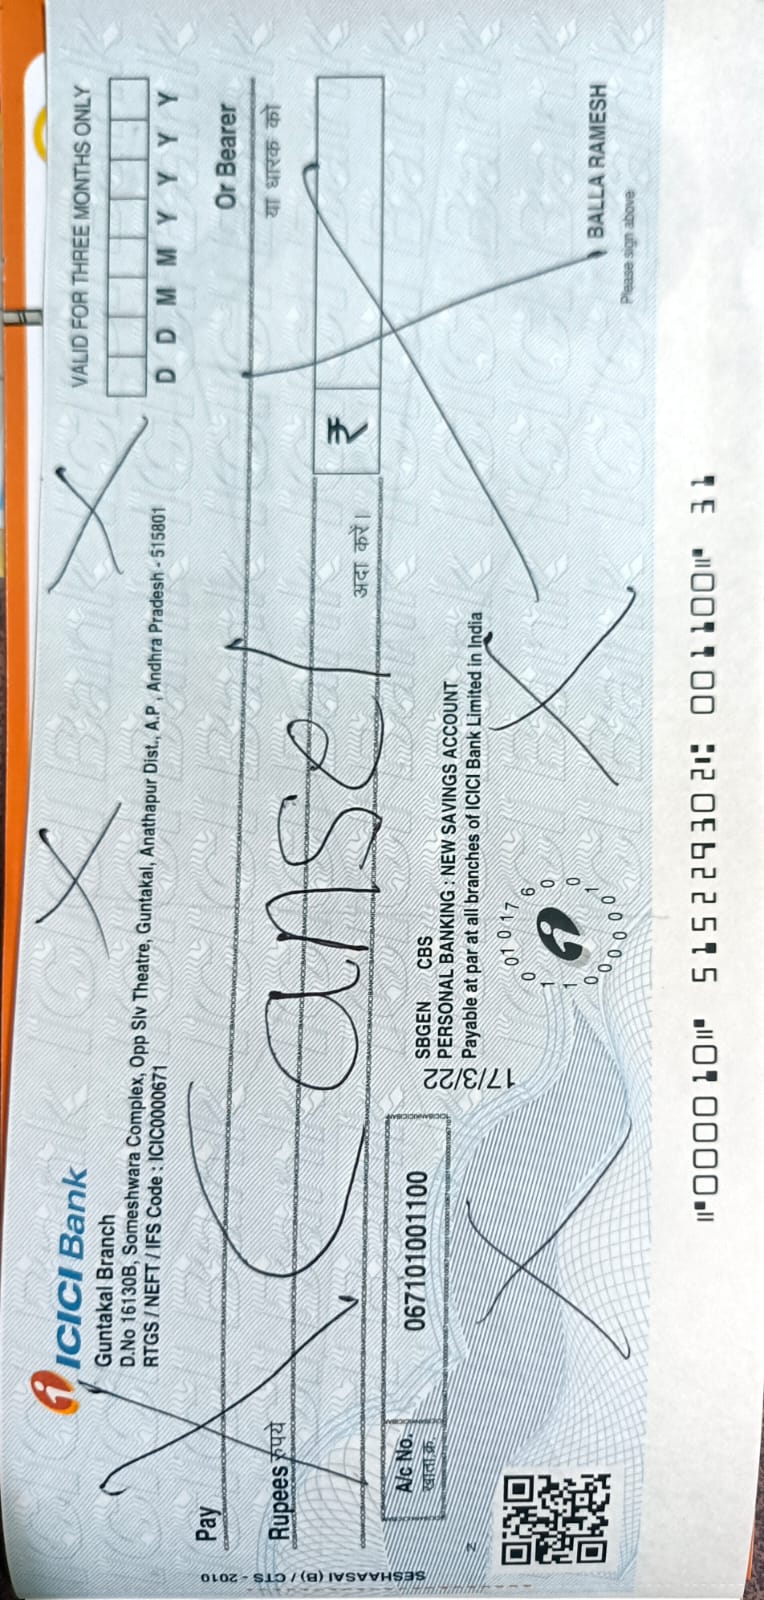 ICICI Bank
Guntakal Branch
D.No 16130B, Someshwara Complex, Opp Slv Theatre, Guntakal, Anathapur Dist., A.P , Andhra Pradesh - 515801
RTGS / NEFT / IFS Code : ICIC0000671
VALID FOR THREE MONTHS ONLY
D D M M Y Y Y Y
Pay
Or Bearer
या धारक को
Rupees रुपये
Cansel
अदा करें।
₹
A/c No.
खाता क्र.
067101001100
SESHAASAI (B) / CTS - 2010
17/3/22
SBGEN CBS
PERSONAL BANKING : NEW SAVINGS ACCOUNT
Payable at par at all branches of ICICI Bank Limited in India
BALLA RAMESH
Please sign above
⑈000010⑈ 515229302⑆ 001100⑈ 31